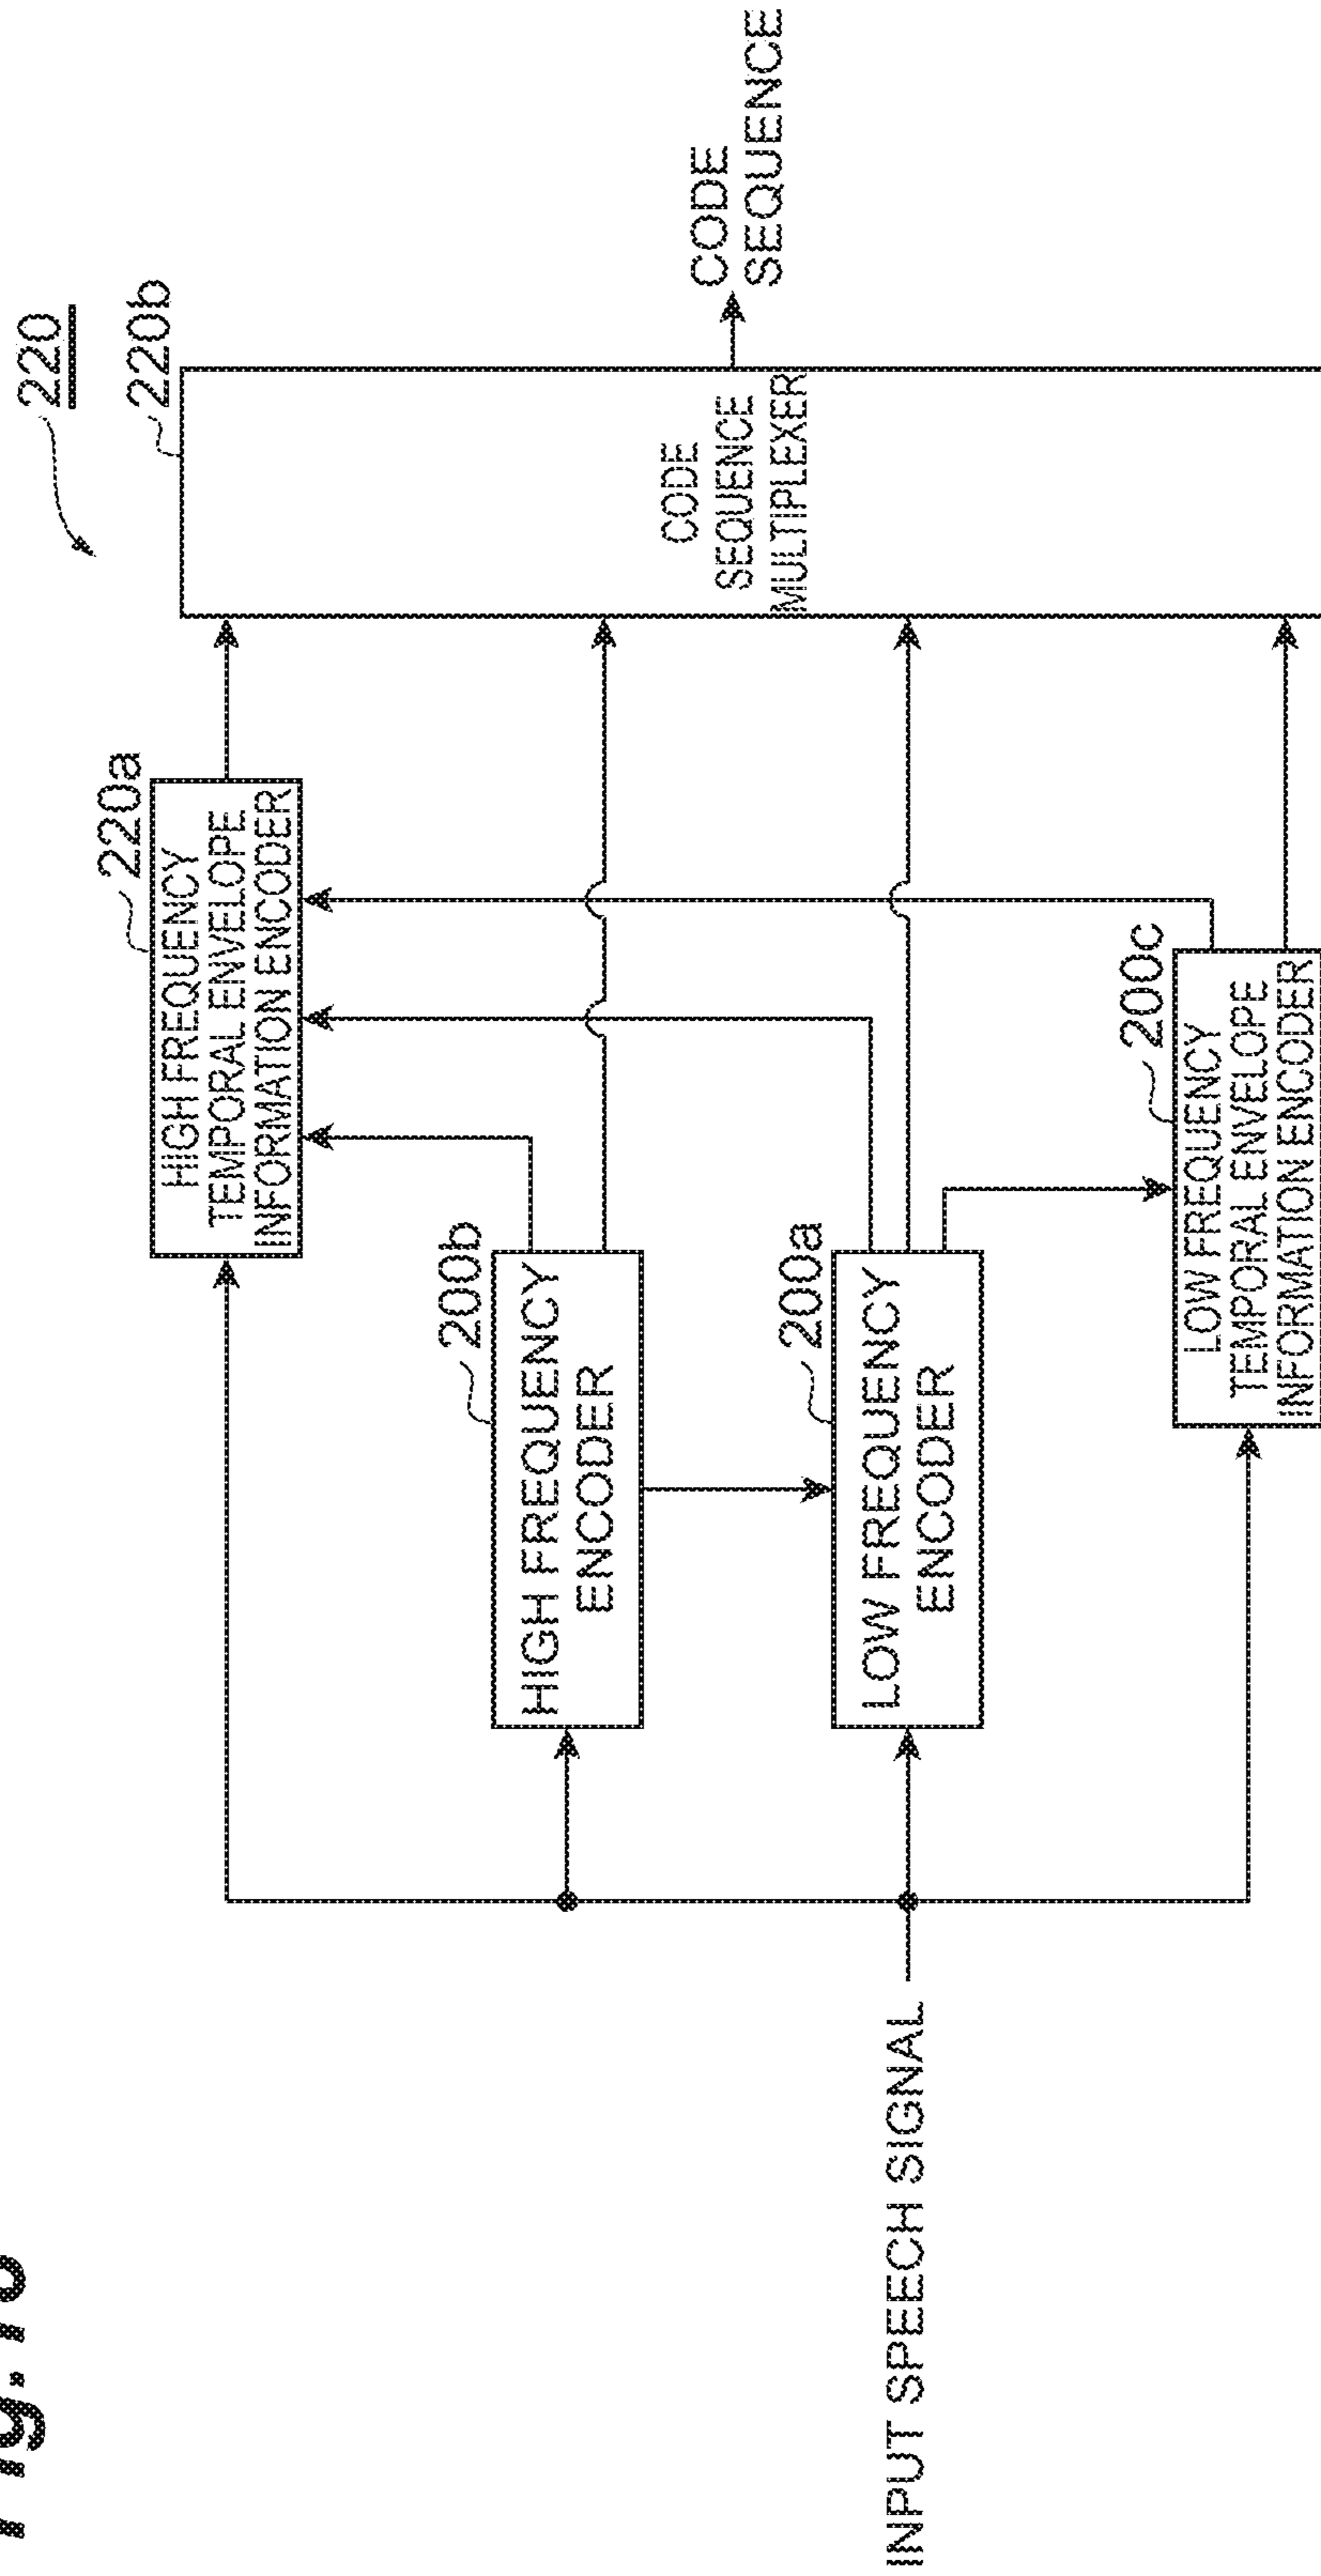 220
220b
220a
HIGH FREQUENCY
TEMPORAL ENVELOPE
INFORMATION ENCODER
CODE
SEQUENCE
MULTIPLEXER
CODE
SEQUENCE
200b
HIGH FREQUENCY
ENCODER
200a
LOW FREQUENCY
ENCODER
INPUT SPEECH SIGNAL
200c
LOW FREQUENCY
TEMPORAL ENVELOPE
INFORMATION ENCODER